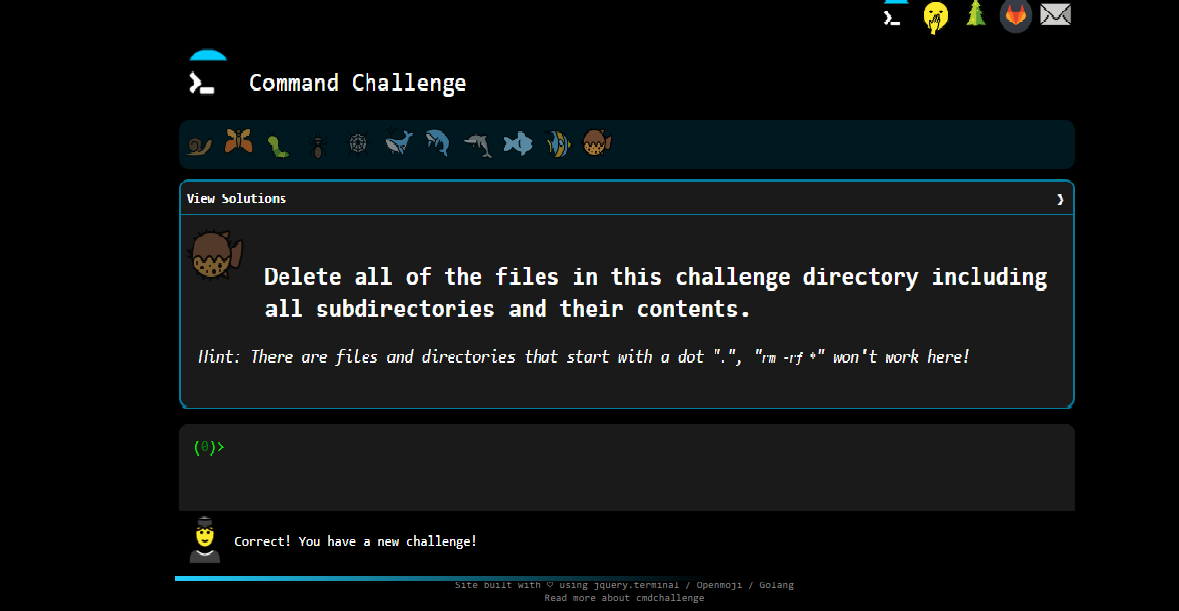 Command Challenge
View Solutions
Delete all of the files in this challenge directory including
all subdirectories and their contents.
Hint: There are files and directories that start with a dot ".", "rm -rf *" won't work here!
(0)>
Correct! You have a new challenge!
Site built with ♡ using jquery.terminal / Openmoji / Golang
Read more about cmdchallenge